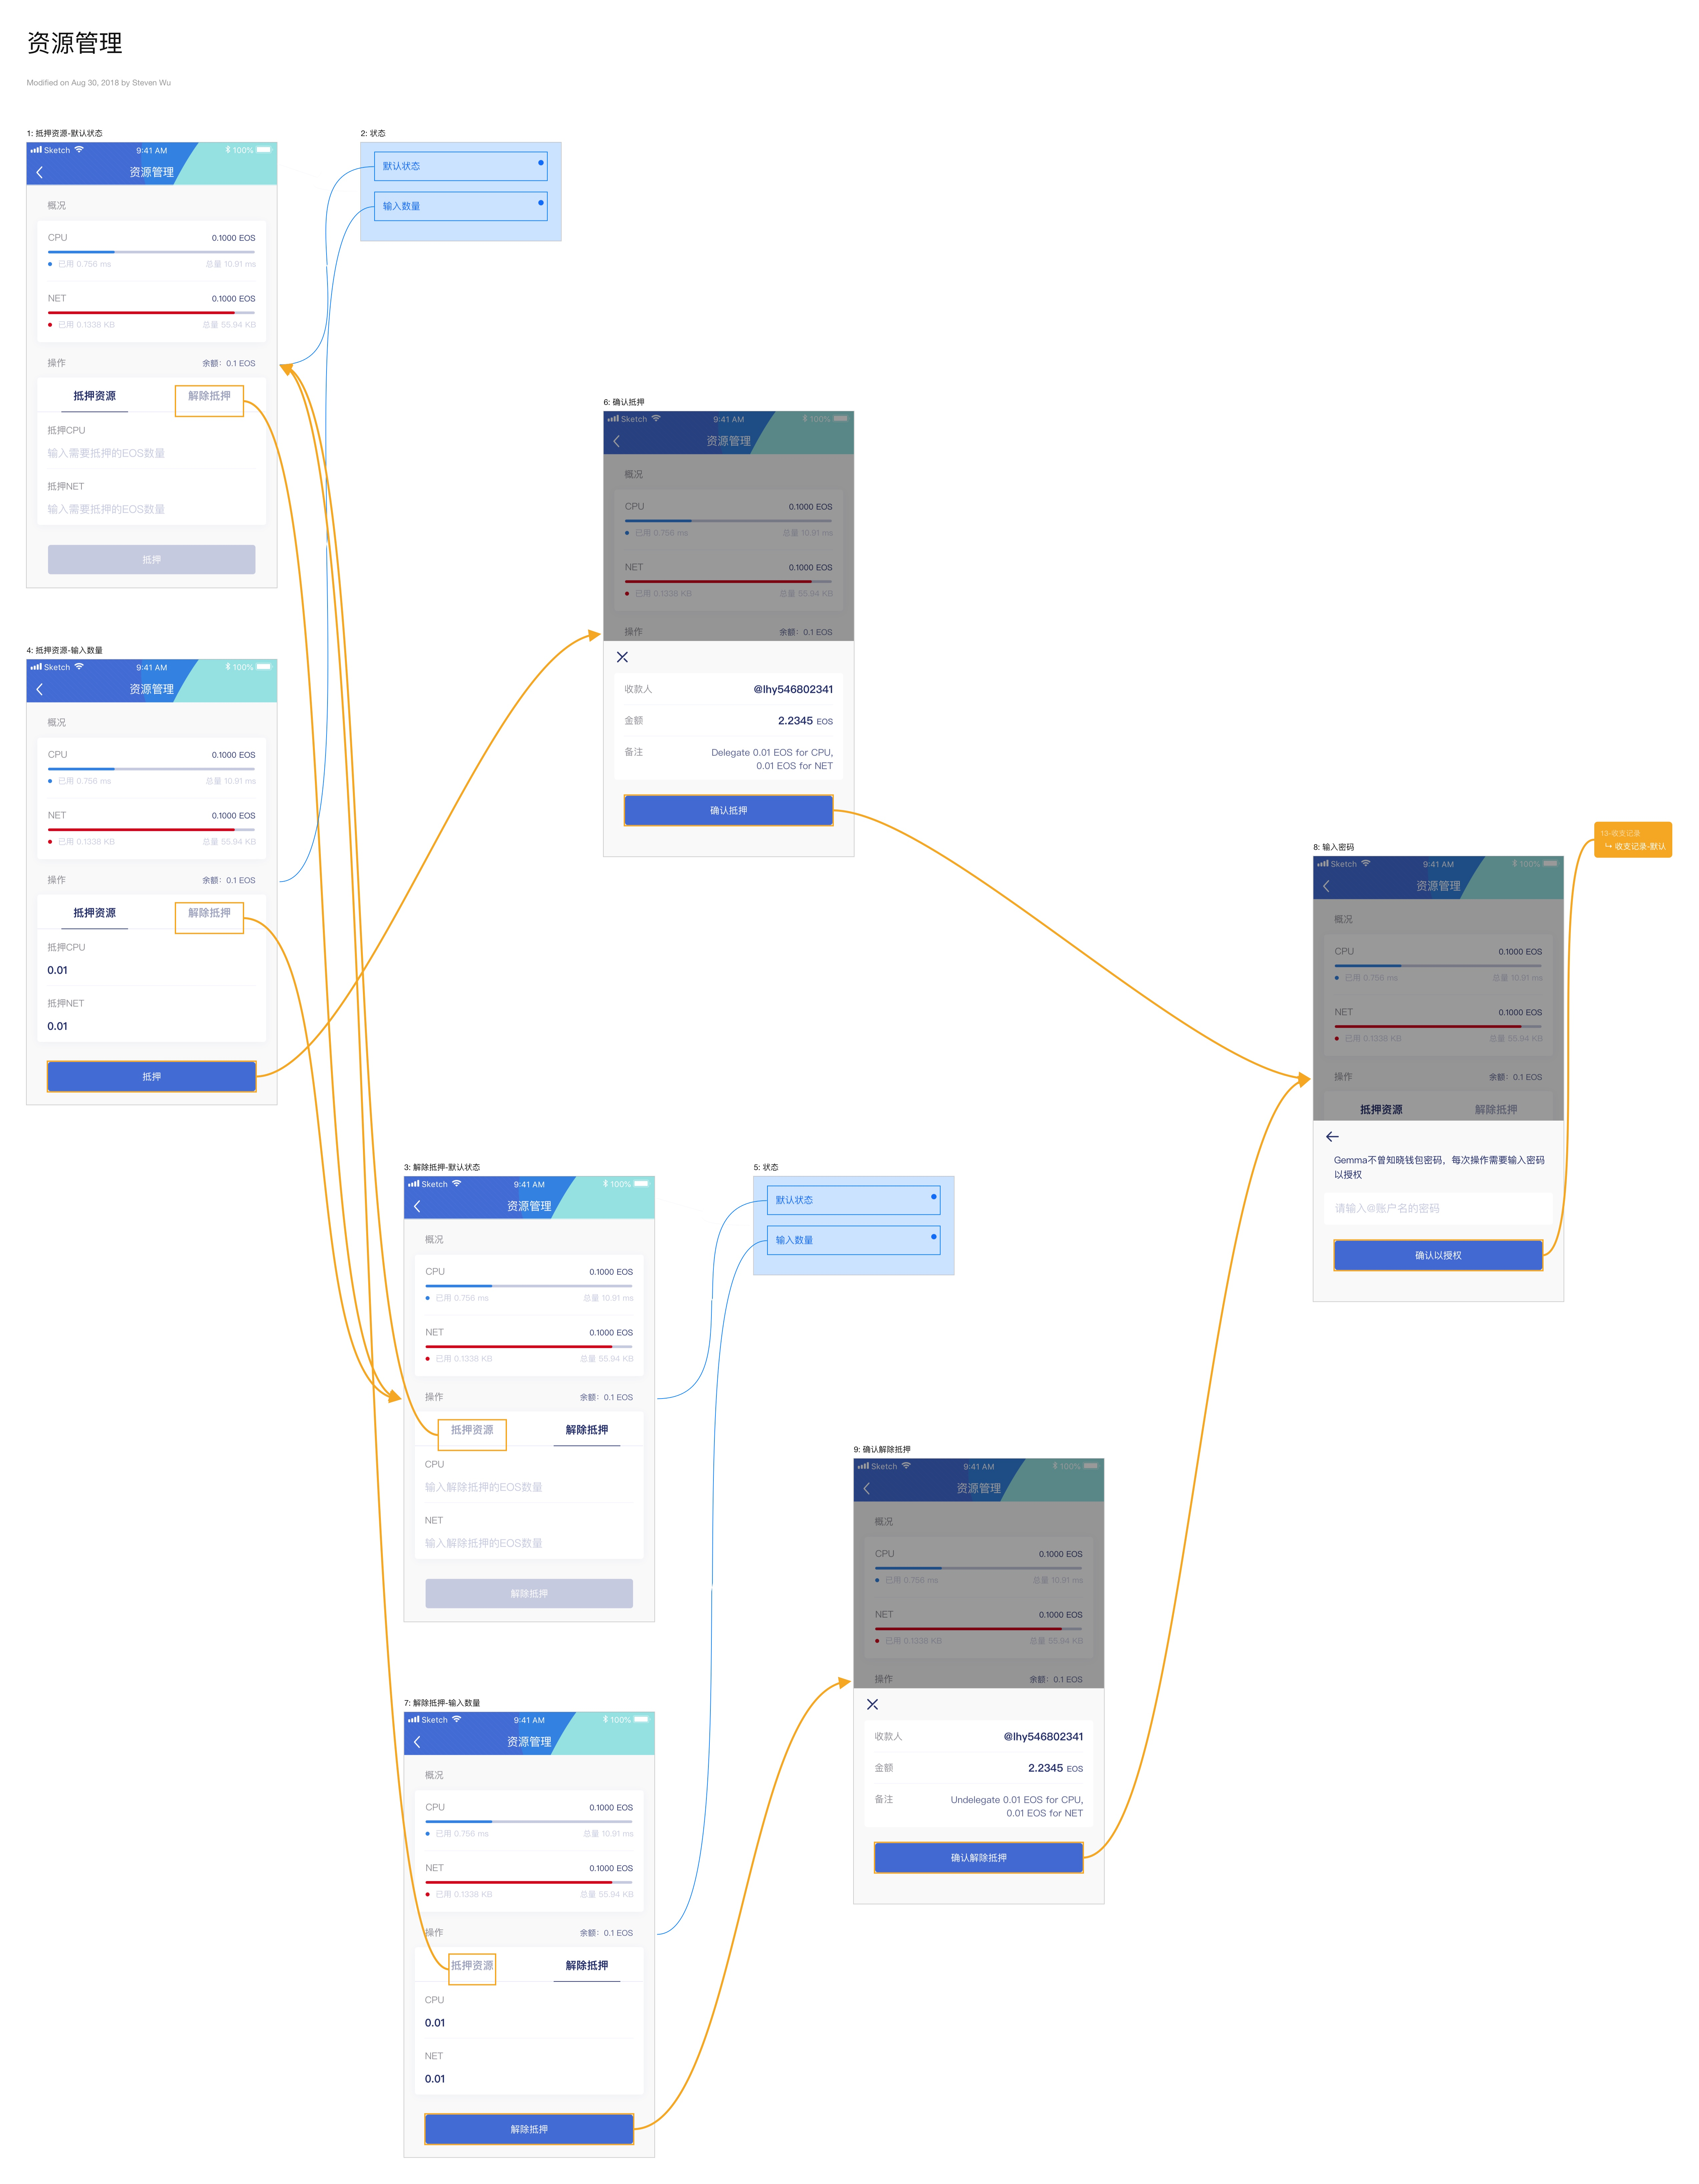 资源管理
Modified on Aug 30, 2018 by Steven Wu
1: 抵押资源-默认状态
Sketch 9:41 AM 100%
资源管理
概况
CPU 0.1000 EOS
已用 0.756 ms 总量 10.91 ms
NET 0.1000 EOS
已用 0.1338 KB 总量 55.94 KB
操作 余额: 0.1 EOS
抵押资源 解除抵押
抵押CPU
输入需要抵押的EOS数量
抵押NET
输入需要抵押的EOS数量
抵押
2: 状态
默认状态
输入数量
4: 抵押资源-输入数量
Sketch 9:41 AM 100%
资源管理
概况
CPU 0.1000 EOS
已用 0.756 ms 总量 10.91 ms
NET 0.1000 EOS
已用 0.1338 KB 总量 55.94 KB
操作 余额: 0.1 EOS
抵押资源 解除抵押
抵押CPU
0.01
抵押NET
0.01
抵押
6: 确认抵押
Sketch 9:41 AM 100%
资源管理
概况
CPU 0.1000 EOS
已用 0.756 ms 总量 10.91 ms
NET 0.1000 EOS
已用 0.1338 KB 总量 55.94 KB
操作 余额: 0.1 EOS
收款人 @lhy546802341
金额 2.2345 EOS
备注 Delegate 0.01 EOS for CPU,
0.01 EOS for NET
确认抵押
8: 输入密码
Sketch 9:41 AM 100%
资源管理
概况
CPU 0.1000 EOS
已用 0.756 ms 总量 10.91 ms
NET 0.1000 EOS
已用 0.1338 KB 总量 55.94 KB
操作 余额: 0.1 EOS
抵押资源 解除抵押
Gemma不曾知晓钱包密码，每次操作需要输入密码
以授权
请输入@账户名的密码
确认以授权
13-收支记录
↳ 收支记录-默认
3: 解除抵押-默认状态
Sketch 9:41 AM 100%
资源管理
概况
CPU 0.1000 EOS
已用 0.756 ms 总量 10.91 ms
NET 0.1000 EOS
已用 0.1338 KB 总量 55.94 KB
操作 余额: 0.1 EOS
抵押资源 解除抵押
CPU
输入解除抵押的EOS数量
NET
输入解除抵押的EOS数量
解除抵押
5: 状态
默认状态
输入数量
9: 确认解除抵押
Sketch 9:41 AM 100%
资源管理
概况
CPU 0.1000 EOS
已用 0.756 ms 总量 10.91 ms
NET 0.1000 EOS
已用 0.1338 KB 总量 55.94 KB
操作 余额: 0.1 EOS
收款人 @lhy546802341
金额 2.2345 EOS
备注 Undelegate 0.01 EOS for CPU,
0.01 EOS for NET
确认解除抵押
7: 解除抵押-输入数量
Sketch 9:41 AM 100%
资源管理
概况
CPU 0.1000 EOS
已用 0.756 ms 总量 10.91 ms
NET 0.1000 EOS
已用 0.1338 KB 总量 55.94 KB
操作 余额: 0.1 EOS
抵押资源 解除抵押
CPU
0.01
NET
0.01
解除抵押